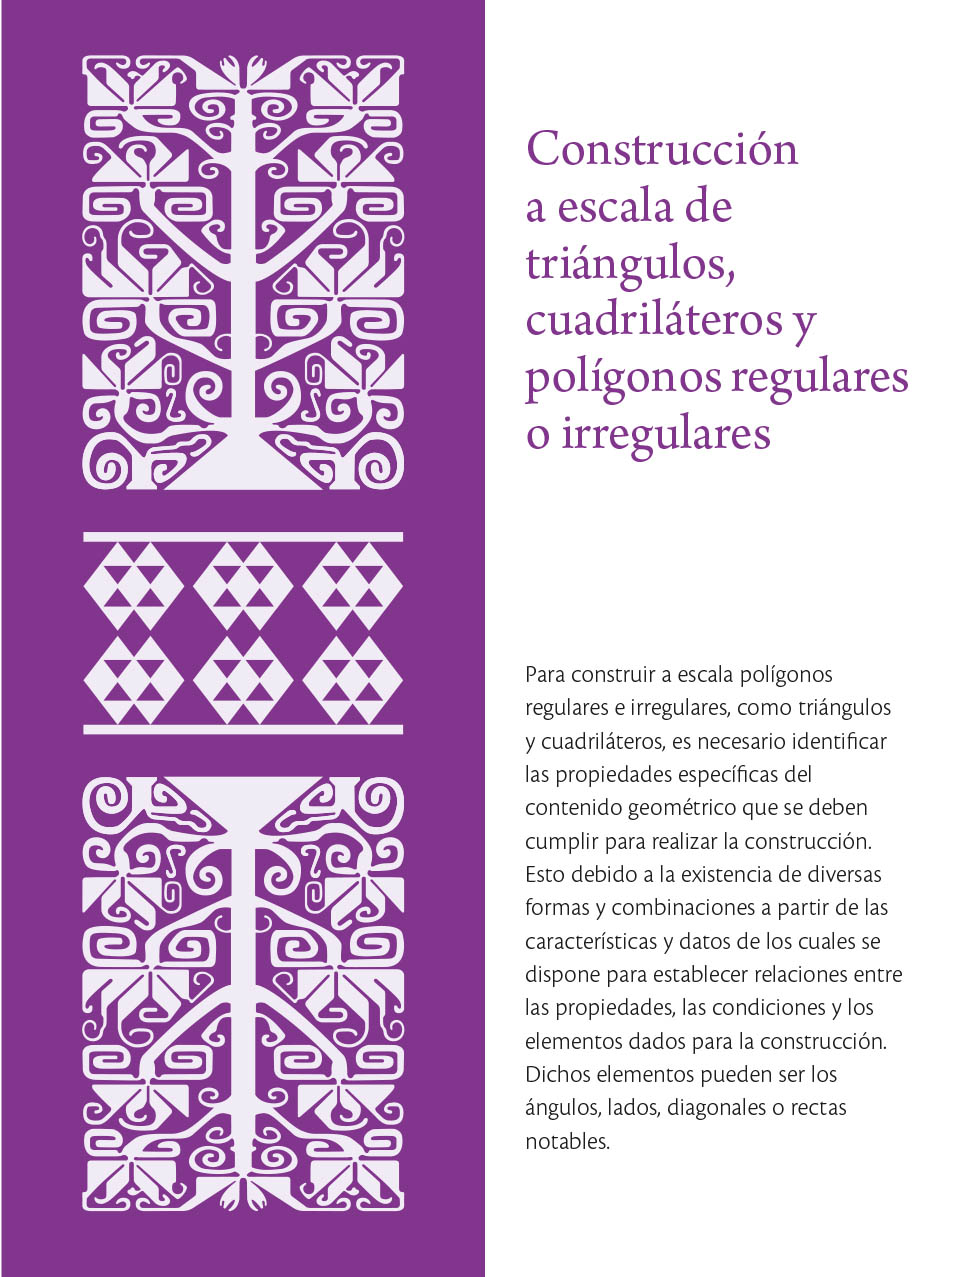 Construcción
a escala de
triángulos,
cuadriláteros y
polígonos regulares
o irregulares
Para construir a escala polígonos
regulares e irregulares, como triángulos
y cuadriláteros, es necesario identificar
las propiedades específicas del
contenido geométrico que se deben
cumplir para realizar la construcción.
Esto debido a la existencia de diversas
formas y combinaciones a partir de las
características y datos de los cuales se
dispone para establecer relaciones entre
las propiedades, las condiciones y los
elementos dados para la construcción.
Dichos elementos pueden ser los
ángulos, lados, diagonales o rectas
notables.